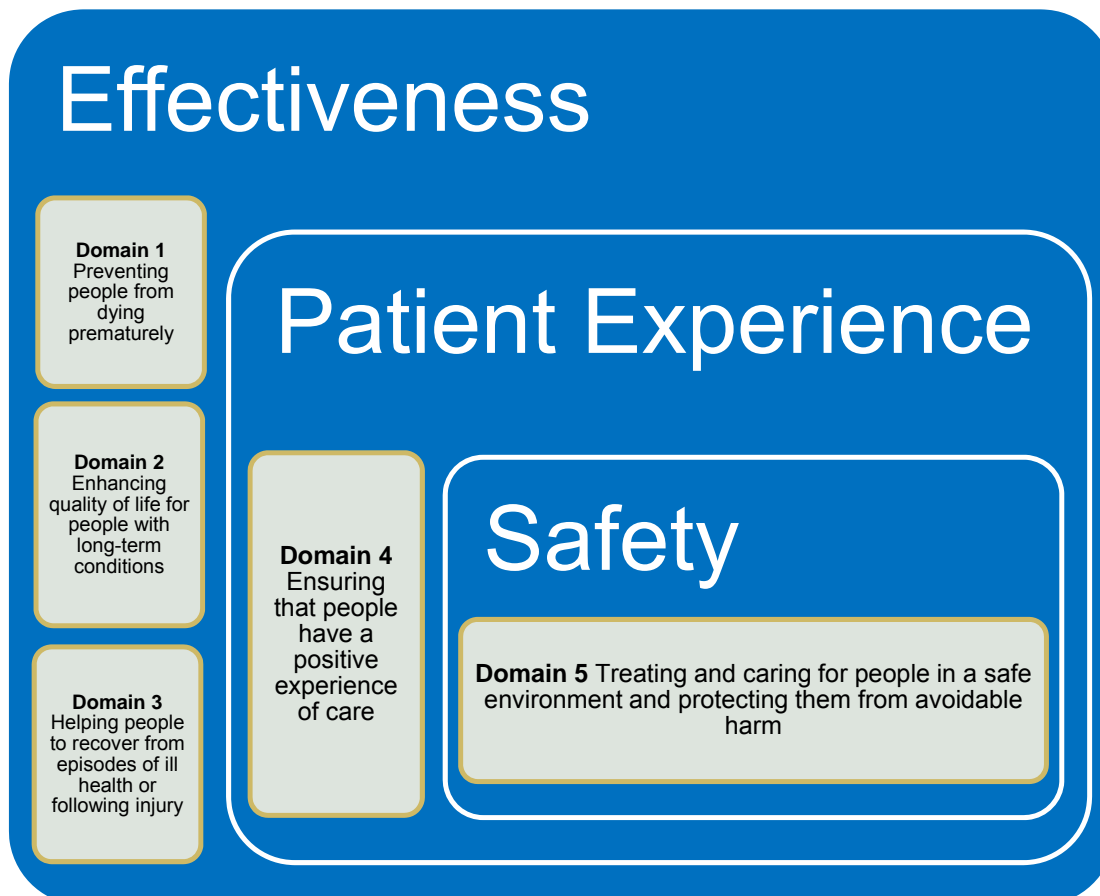 Effectiveness
Domain 1
Preventing
people from
dying
prematurely
Domain 2
Enhancing
quality of life for
people with
long-term
conditions
Domain 3
Helping people
to recover from
episodes of ill
health or
following injury
Patient Experience
Domain 4
Ensuring
that people
have a
positive
experience
of care
Safety
Domain 5 Treating and caring for people in a safe
environment and protecting them from avoidable
harm